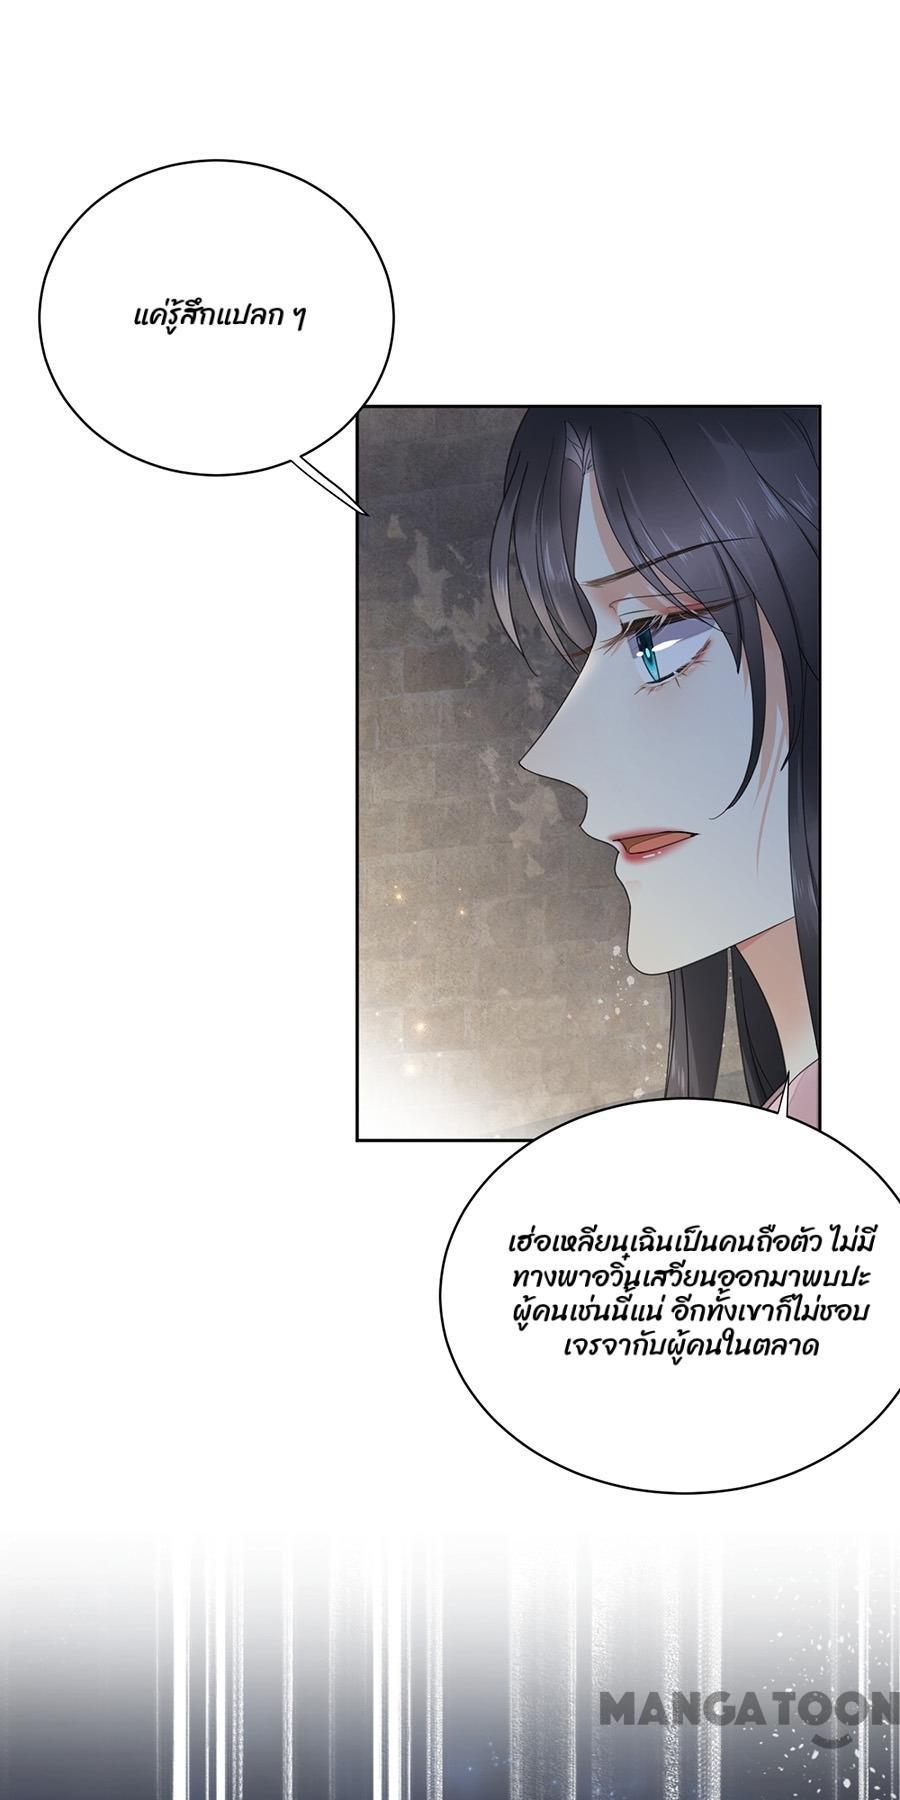 แค่รู้สึกแปลก ๆ
เฮ่อเหลียนเฉินเป็นคนถือตัว ไม่มี
ทางพาอวิ๋นเสวียนออกมาพบปะ
ผู้คนเช่นนี้แน่ อีกทั้งเขาก็ไม่ชอบ
เจรจากับผู้คนในตลาด
MANGATOON